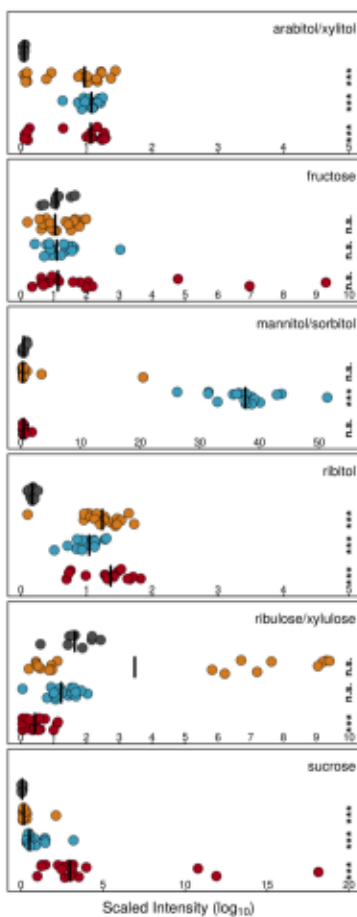 arabitol/xylitol
***
***
***
0 1 2 3 4 5
fructose
n.s.
n.s.
n.s.
0 1 2 3 4 5 6 7 8 9 10
mannitol/sorbitol
n.s.
***
n.s.
0 10 20 30 40 50
ribitol
***
***
***
0 1 2 3 4 5
ribulose/xylulose
n.s.
n.s.
***
0 1 2 3 4 5 6 7 8 9 10
sucrose
***
***
***
0 5 10 15 20
Scaled Intensity (log₁₀)